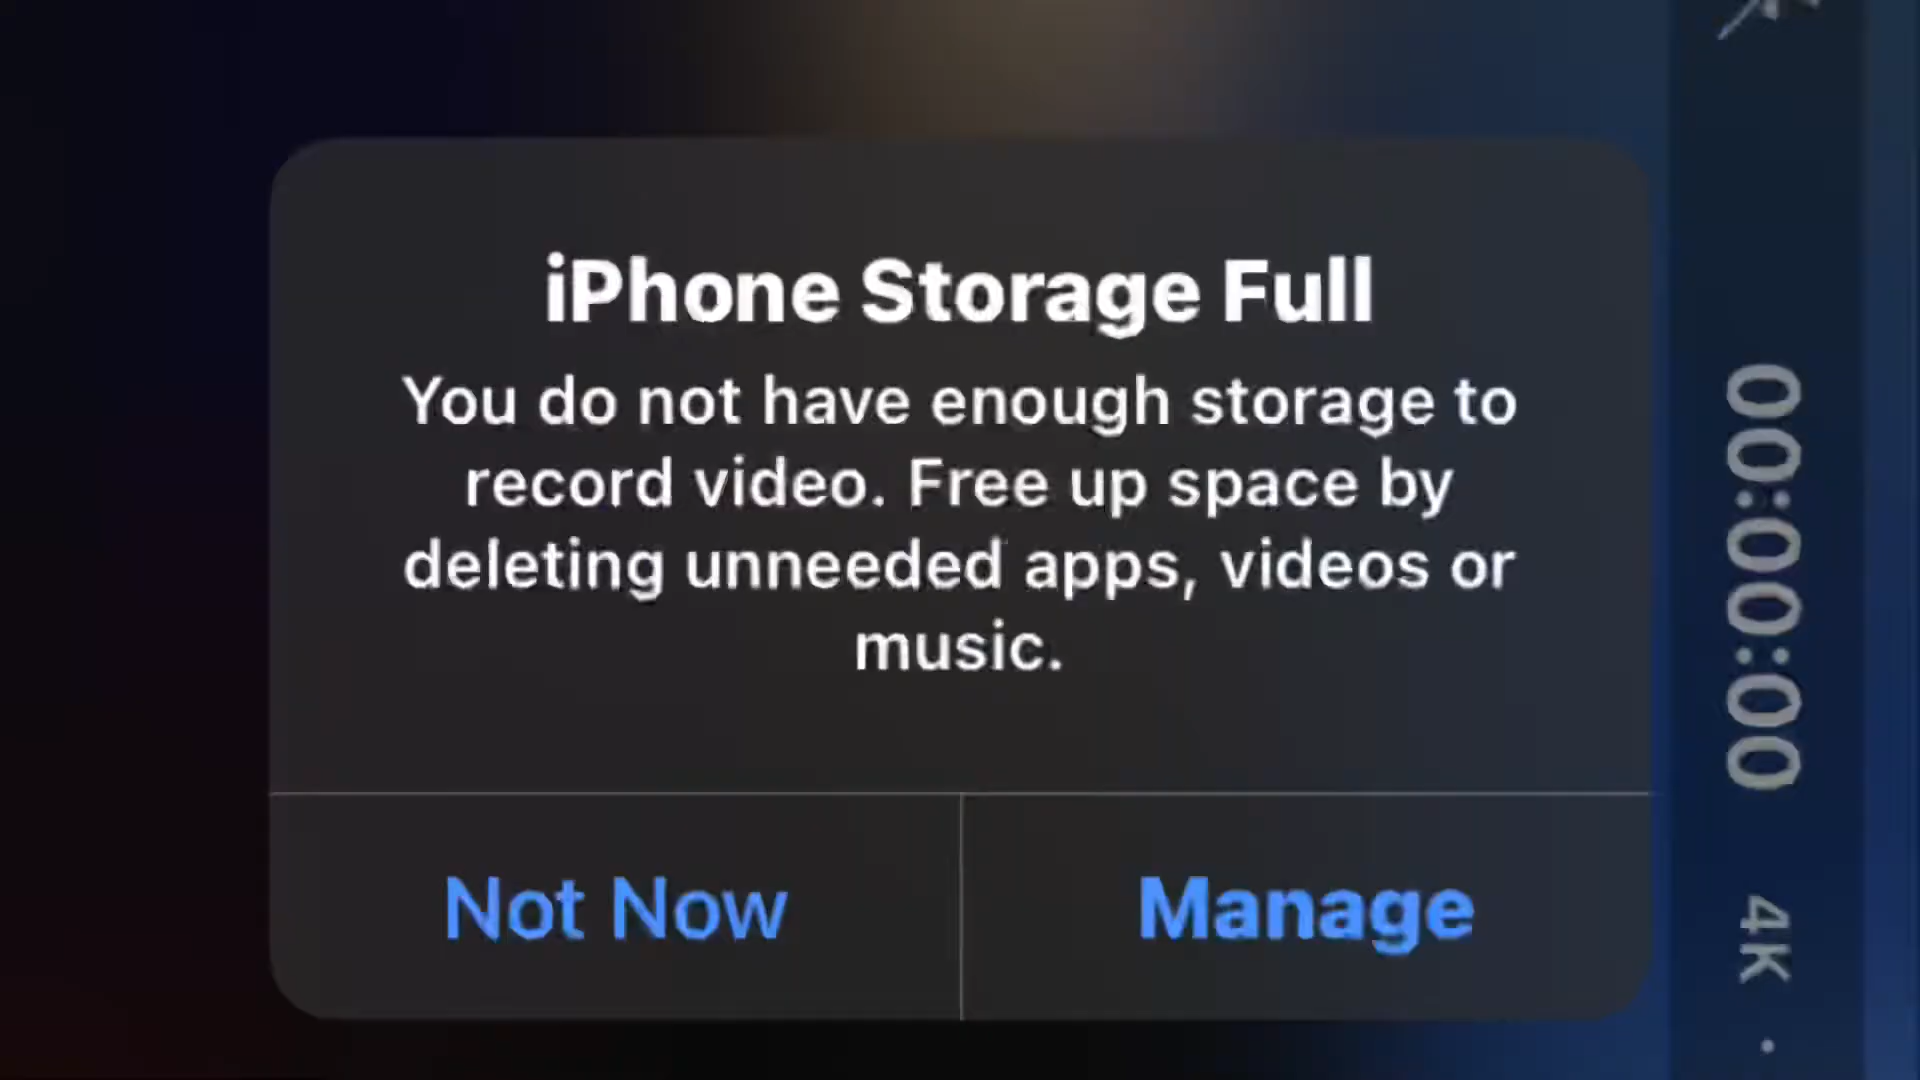 iPhone Storage Full
You do not have enough storage to
record video. Free up space by
deleting unneeded apps, videos or
music.
Not Now
Manage
00:00:00
4K ·